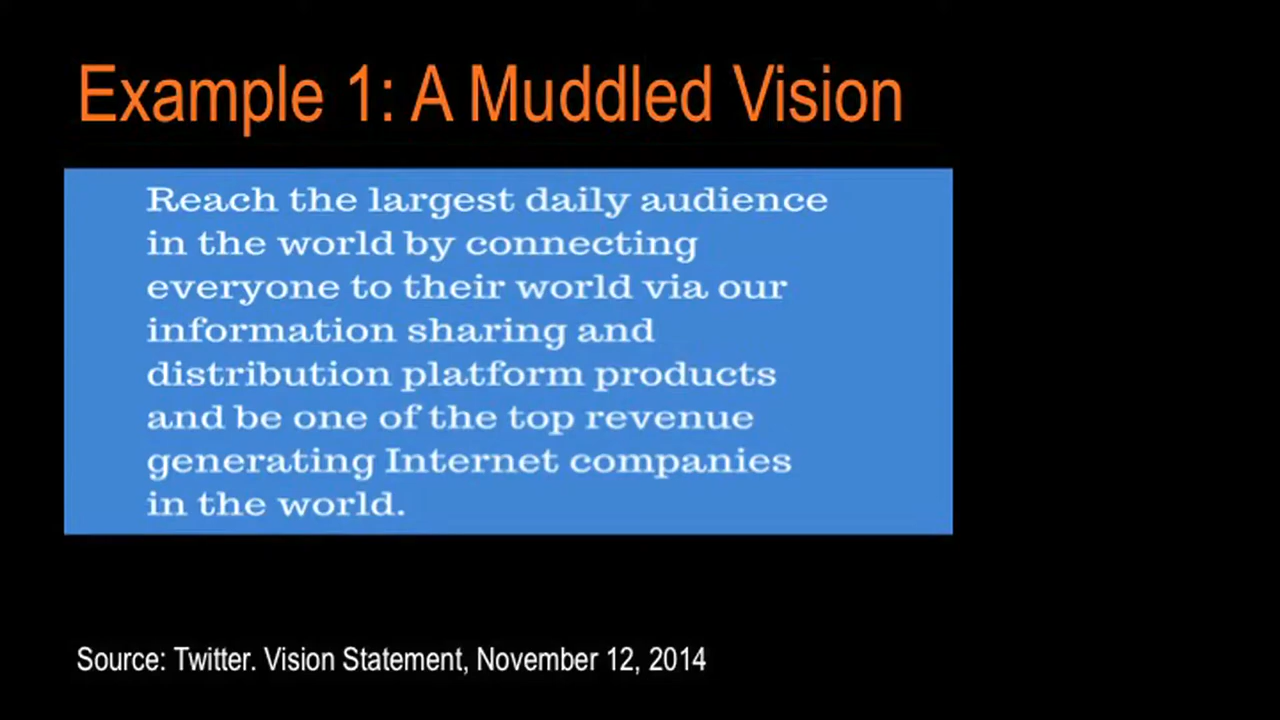 Example 1: A Muddled Vision
Reach the largest daily audience
in the world by connecting
everyone to their world via our
information sharing and
distribution platform products
and be one of the top revenue
generating Internet companies
in the world.
Source: Twitter. Vision Statement, November 12, 2014